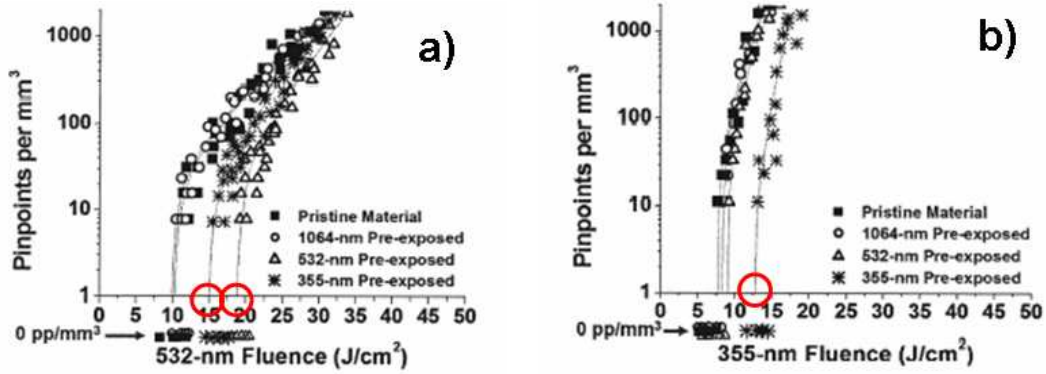 a)
Pinpoints per mm³
1000
100
10
1
Pristine Material
1064-nm Pre-exposed
532-nm Pre-exposed
355-nm Pre-exposed
0 5 10 15 20 25 30 35 40 45 50
0 pp/mm³
532-nm Fluence (J/cm²)
b)
Pinpoints per mm³
1000
100
10
1
Pristine Material
1064-nm Pre-exposed
532-nm Pre-exposed
355-nm Pre-exposed
0 5 10 15 20 25 30 35 40 45 50
0 pp/mm³
355-nm Fluence (J/cm²)